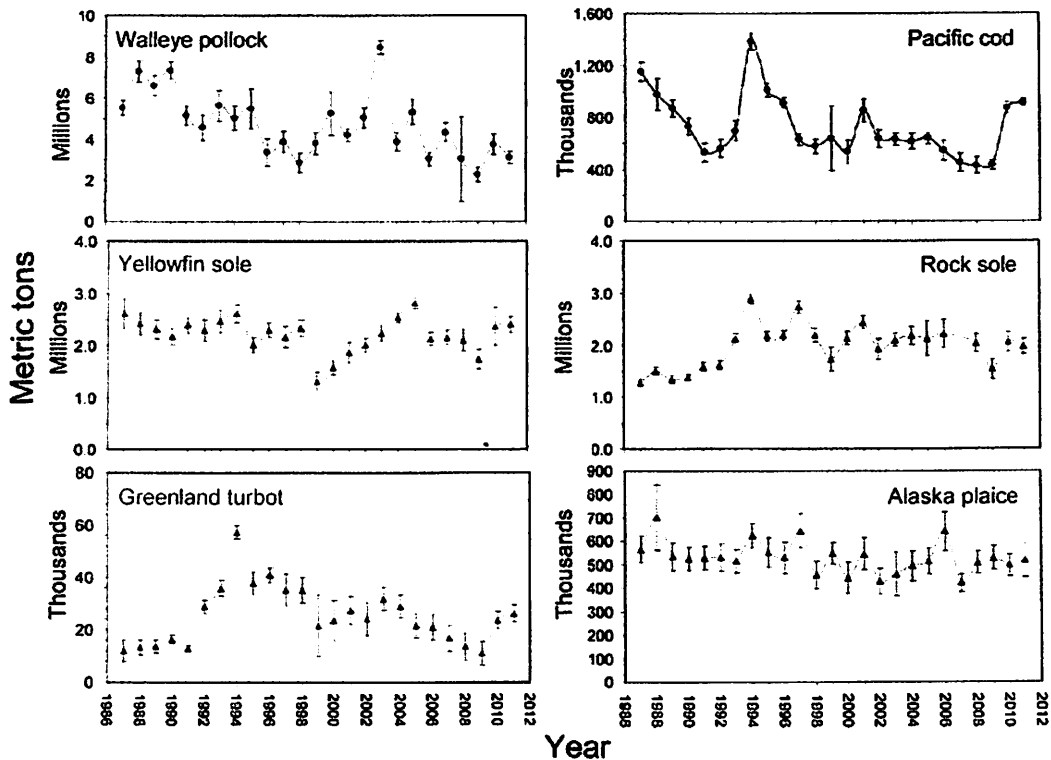 Metric tons
Walleye pollock
Millions
10
8
6
4
2
0
Pacific cod
Thousands
1.600
1.200
800
400
0
Yellowfin sole
Millions
4.0
3.0
2.0
1.0
0.0
Rock sole
Millions
4.0
3.0
2.0
1.0
0.0
Greenland turbot
Thousands
80
60
40
20
0
1986 1988 1990 1992 1994 1996 1998 2000 2002 2004 2006 2008 2010 2012
Alaska plaice
Thousands
900
800
700
600
500
400
300
200
100
0
1988 1988 1990 1992 1994 1996 1998 2000 2002 2004 2006 2008 2010 2012
Year